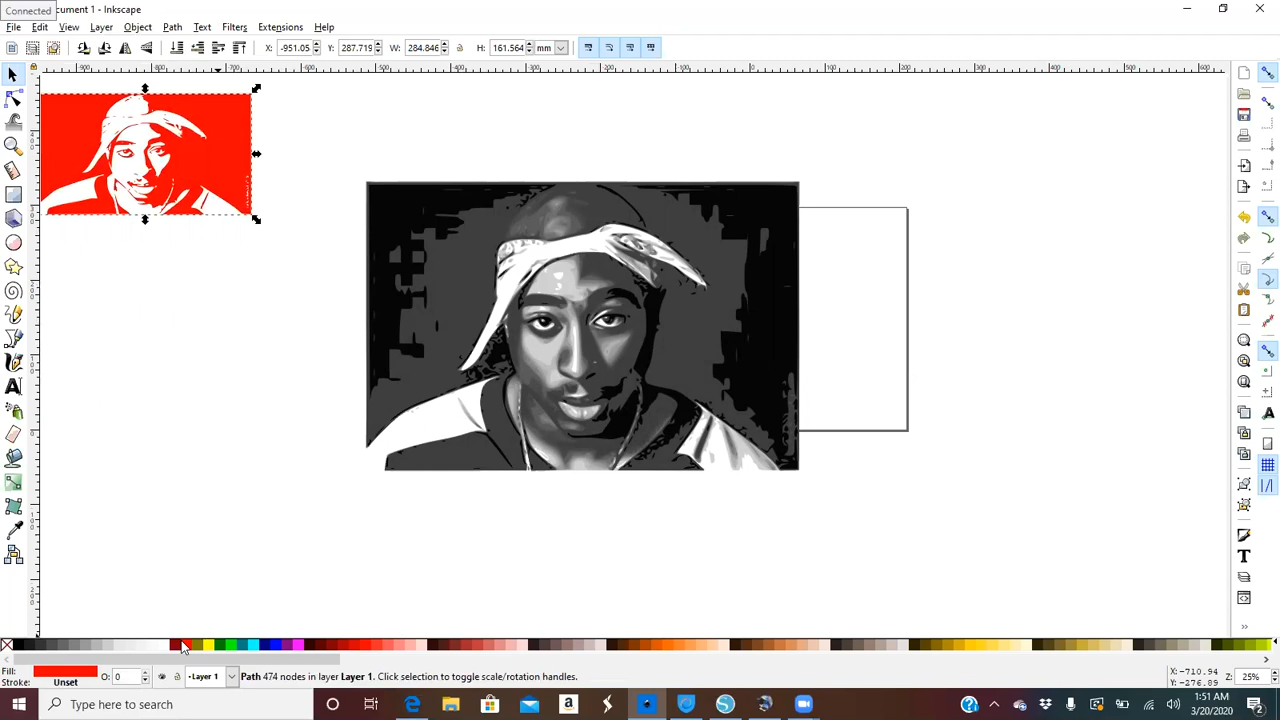 Connected
cument 1 - Inkscape
File Edit View Layer Object Path Text Filters Extensions Help
X: -951.05 Y: 287.719 W: 284.846 H: 161.564 mm
Fill:
Stroke: Unset
O: 0
Layer 1
Path 474 nodes in layer Layer 1. Click selection to toggle scale/rotation handles.
X: -710.94
Y: -276.89
Z: 25%
Type here to search
1:51 AM
3/20/2020